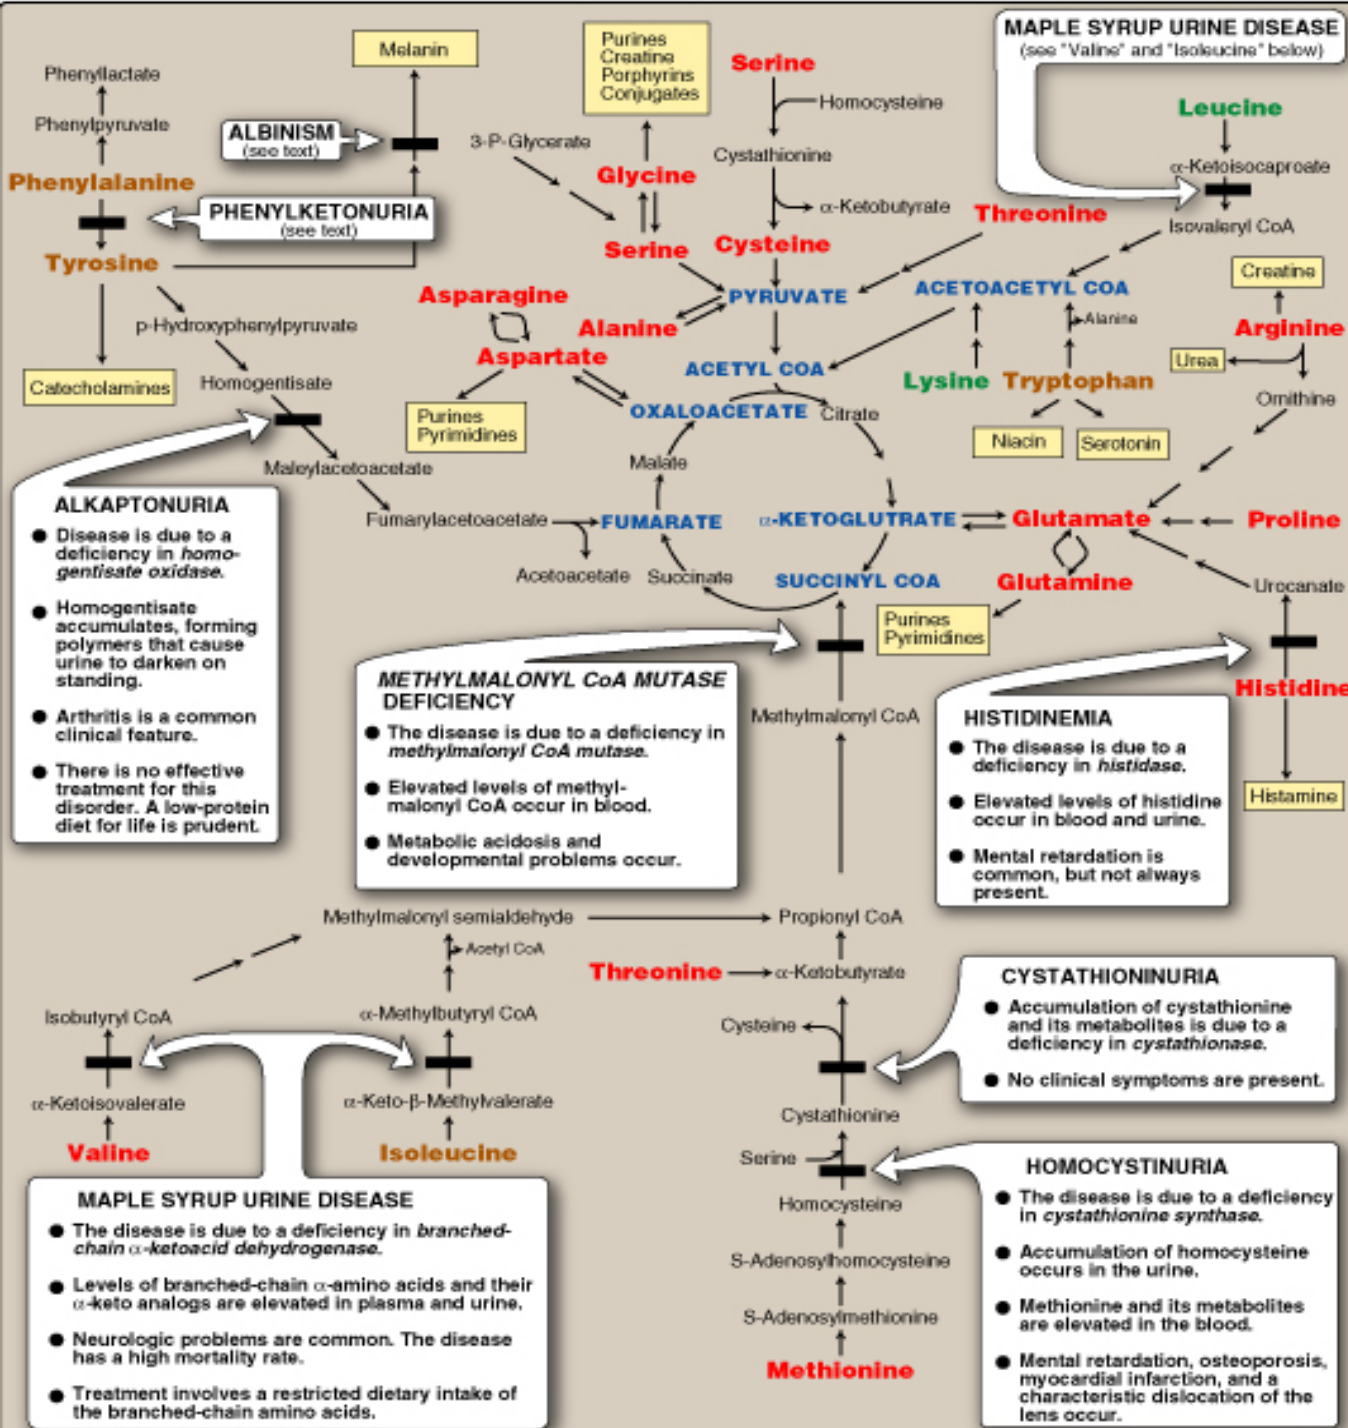 MAPLE SYRUP URINE DISEASE
(see "Valine" and "Isoleucine" below)
Melanin
Purines
Creatine
Porphyrins
Conjugates
Serine
Phenyllactate
Homocysteine
Leucine
Phenylpyruvate
ALBINISM
(see text)
3-P-Glycerate
Cystathionine
α-Ketoisocaproate
Phenylalanine
Glycine
α-Ketobutyrate
Threonine
PHENYLKETONURIA
(see text)
Isovaleryl CoA
Tyrosine
Serine
Cysteine
Creatine
Asparagine
PYRUVATE
ACETOACETYL COA
p-Hydroxyphenylpyruvate
Alanine
Alanine
Arginine
Aspartate
Urea
Catecholamines
Homogentisate
ACETYL COA
Lysine
Tryptophan
Ornithine
Purines
Pyrimidines
OXALOACETATE
Citrate
Niacin
Serotonin
Maleylacetoacetate
Malate
Fumarylacetoacetate
FUMARATE
α-KETOGLUTRATE
Glutamate
Proline
Acetoacetate
Succinate
SUCCINYL COA
Glutamine
Urocanate
Purines
Pyrimidines
ALKAPTONURIA
● Disease is due to a
deficiency in homo-
gentisate oxidase.
● Homogentisate
accumulates, forming
polymers that cause
urine to darken on
standing.
● Arthritis is a common
clinical feature.
● There is no effective
treatment for this
disorder. A low-protein
diet for life is prudent.
METHYLMALONYL CoA MUTASE
DEFICIENCY
● The disease is due to a deficiency in
methylmalonyl CoA mutase.
● Elevated levels of methyl-
malonyl CoA occur in blood.
● Metabolic acidosis and
developmental problems occur.
Methylmalonyl CoA
Histidine
HISTIDINEMIA
● The disease is due to a
deficiency in histidase.
● Elevated levels of histidine
occur in blood and urine.
● Mental retardation is
common, but not always
present.
Histamine
Methylmalonyl semialdehyde
Propionyl CoA
Acetyl CoA
Threonine
α-Ketobutyrate
Isobutyryl CoA
α-Methylbutyryl CoA
Cysteine
CYSTATHIONINURIA
● Accumulation of cystathionine
and its metabolites is due to a
deficiency in cystathionase.
● No clinical symptoms are present.
α-Ketoisovalerate
α-Keto-β-Methylvalerate
Cystathionine
Valine
Isoleucine
Serine
Homocysteine
S-Adenosylhomocysteine
S-Adenosylmethionine
Methionine
MAPLE SYRUP URINE DISEASE
● The disease is due to a deficiency in branched-
chain α-ketoacid dehydrogenase.
● Levels of branched-chain α-amino acids and their
α-keto analogs are elevated in plasma and urine.
● Neurologic problems are common. The disease
has a high mortality rate.
● Treatment involves a restricted dietary intake of
the branched-chain amino acids.
HOMOCYSTINURIA
● The disease is due to a deficiency
in cystathionine synthase.
● Accumulation of homocysteine
occurs in the urine.
● Methionine and its metabolites
are elevated in the blood.
● Mental retardation, osteoporosis,
myocardial infarction, and a
characteristic dislocation of the
lens occur.